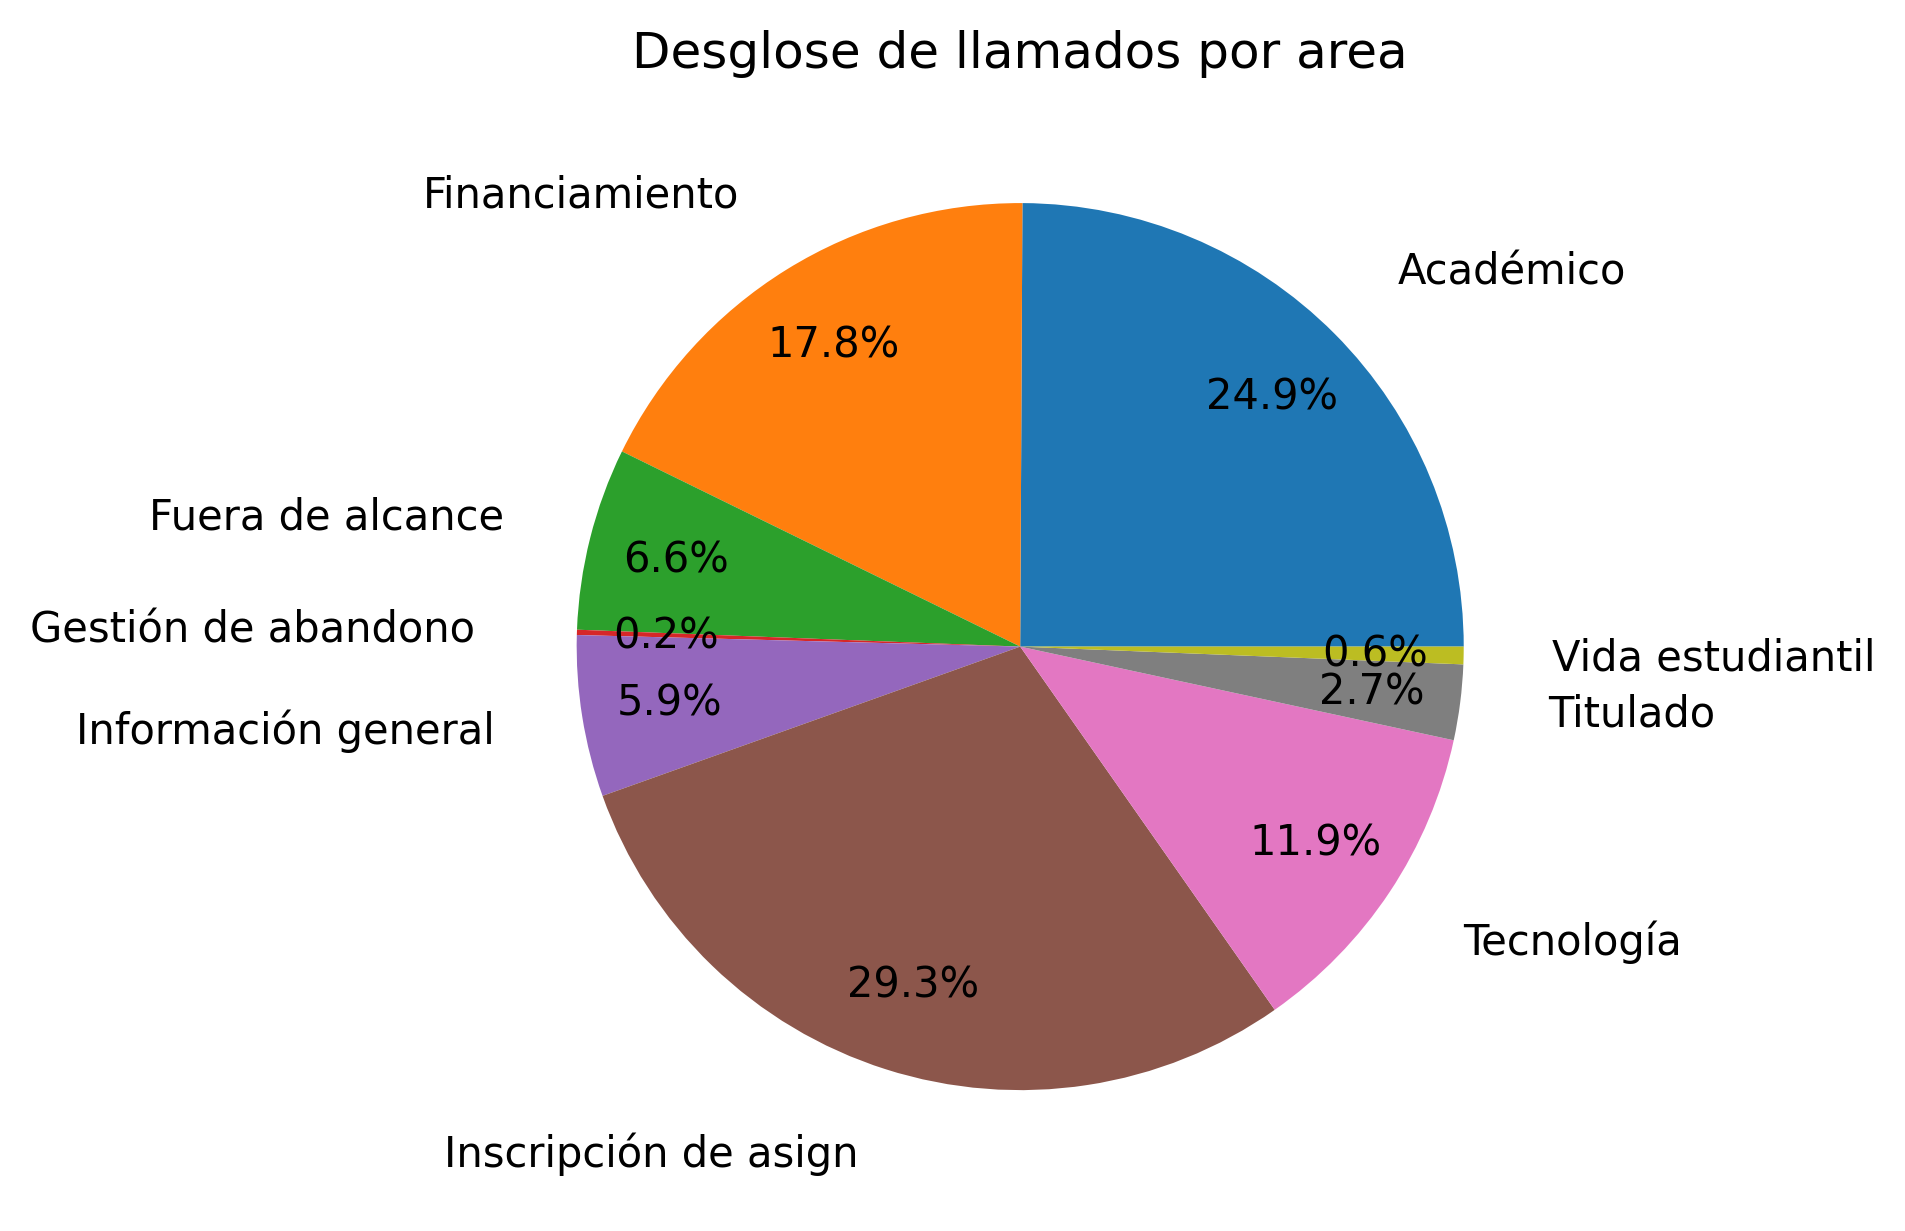 Desglose de llamados por area
Financiamiento
Académico
17.8%
24.9%
Fuera de alcance
6.6%
Gestión de abandono
0.2%
0.6%
Vida estudiantil
2.7%
Titulado
Información general
5.9%
11.9%
Tecnología
29.3%
Inscripción de asign